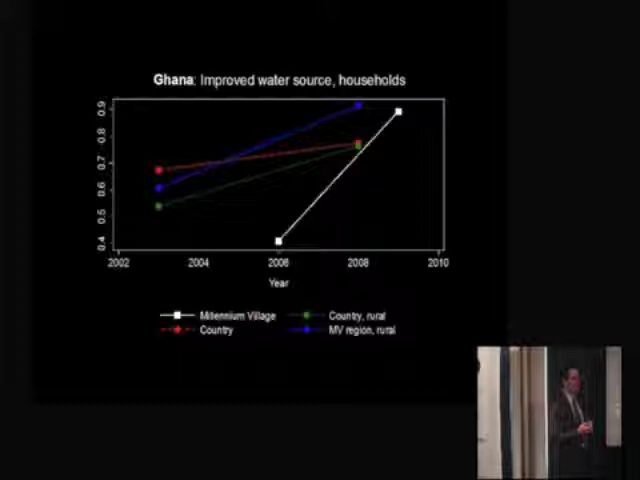 Ghana: Improved water source, households
0.9
0.8
0.7
0.6
0.5
0.4
2002 2004 2006 2008 2010
Year
Millennium Village Country, rural
Country MV region, rural